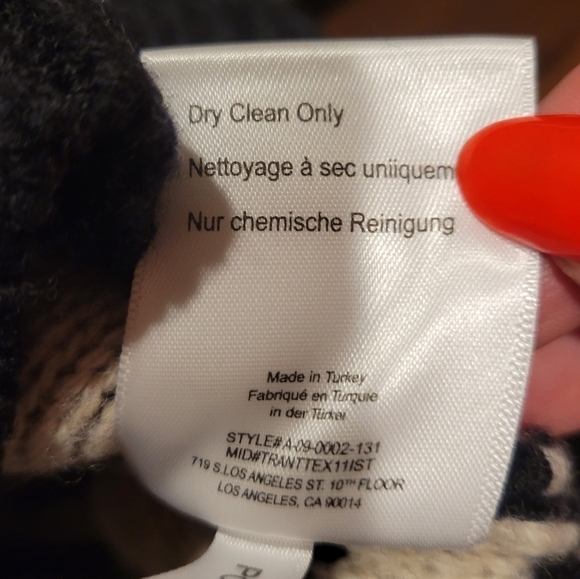 Dry Clean Only
Nettoyage à sec uniiquem
Nur chemische Reinigung
Made in Turkey
Fabriqué en Turquie
in der Türkei
STYLE# A-09-0002-131
MID#TRANTTEX11IST
719 S.LOS ANGELES ST. 10TH FLOOR
LOS ANGELES, CA 90014